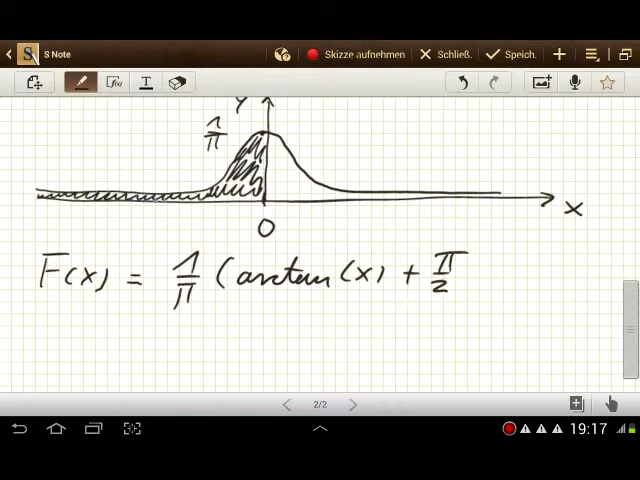 S Note
Skizze aufnehmen
Schließ.
Speich.
f(x)
T
y
1/π
x
0
F(x) = 1/π (arctan(x) + π/2
2/2
19:17